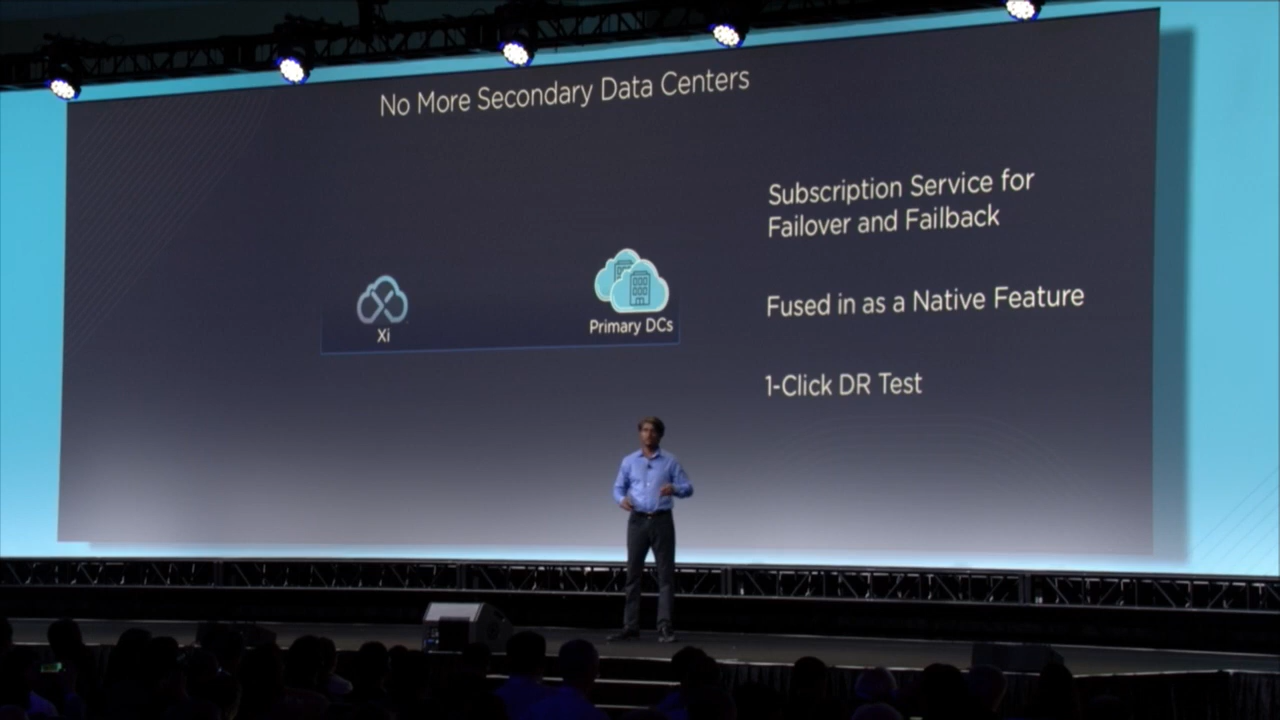 No More Secondary Data Centers
Subscription Service for
Failover and Failback
Xi
Primary DCs
Fused in as a Native Feature
1-Click DR Test